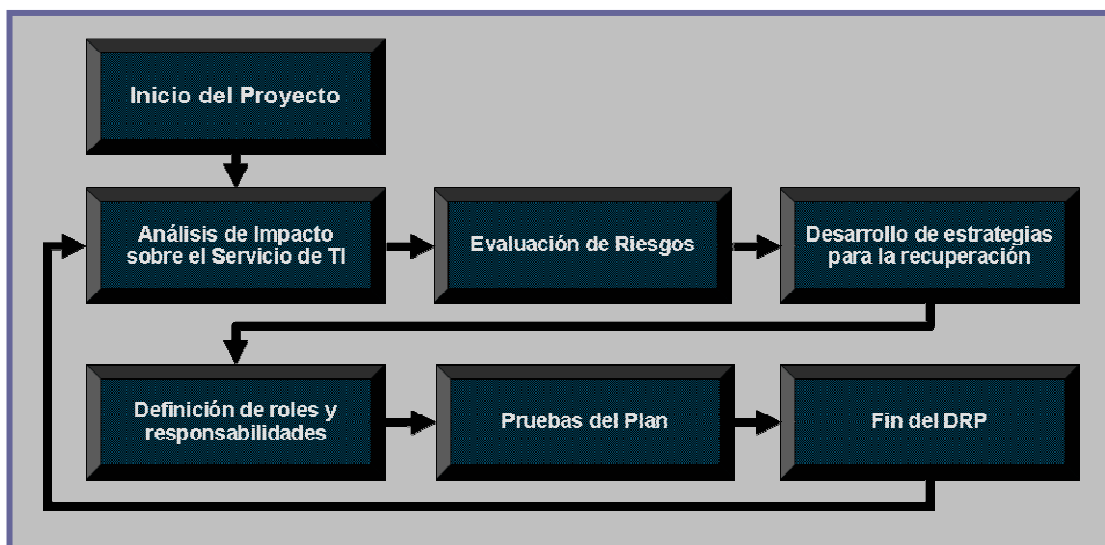 Inicio del Proyecto
Análisis de Impacto
sobre el Servicio de TI
Evaluación de Riesgos
Desarrollo de estrategias
para la recuperación
Definición de roles y
responsabilidades
Pruebas del Plan
Fin del DRP